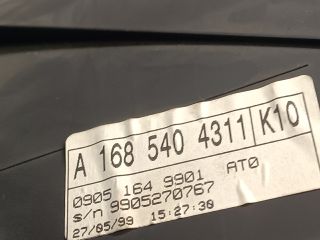 A 168 540 4311 K10
0905 164 9901 AT0
s/n 9905270767
27/05/99 15:27:30